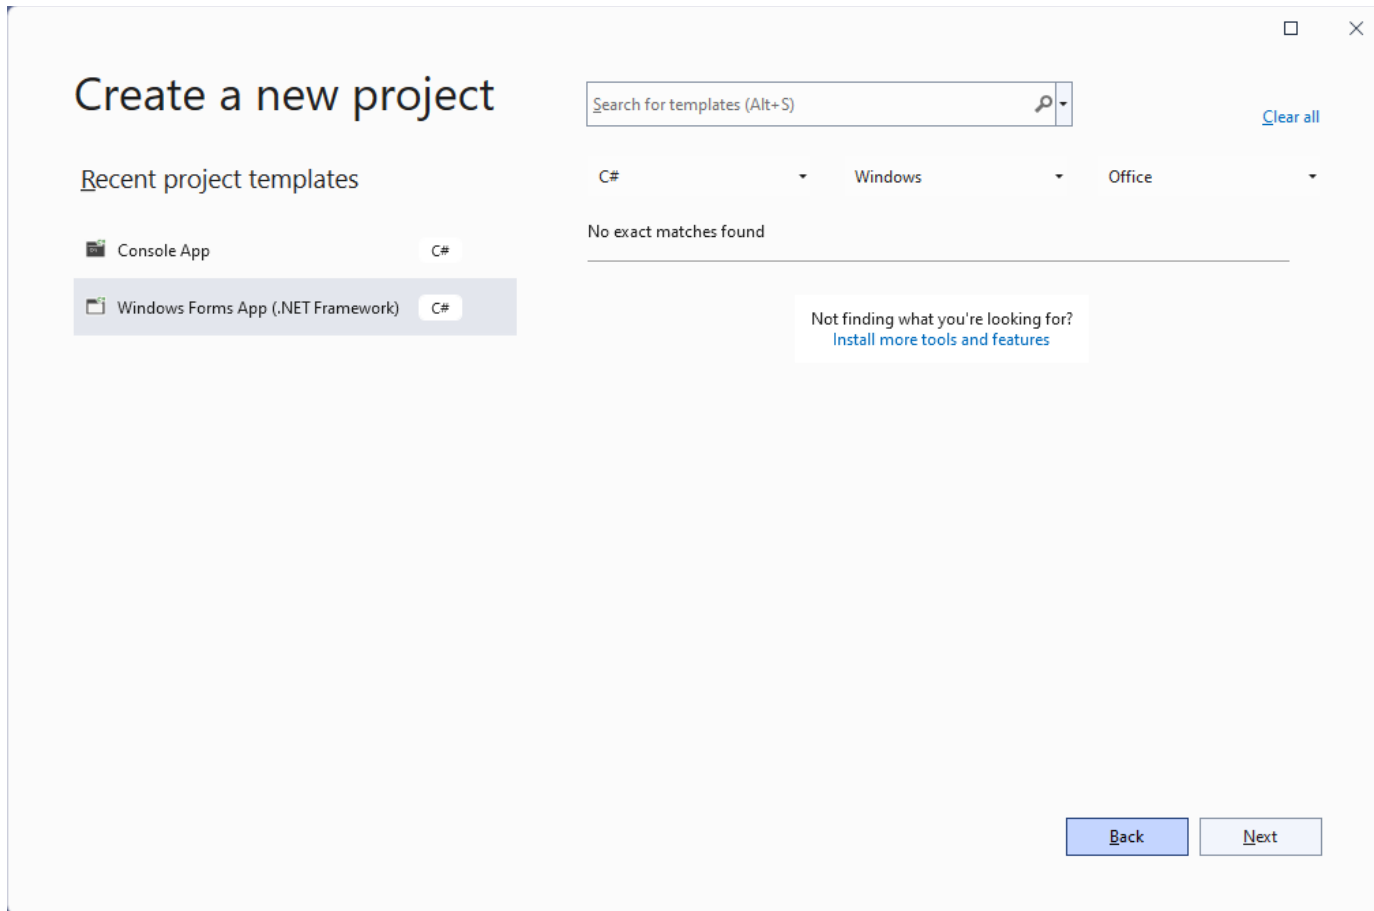 Create a new project
Search for templates (Alt+S)
Clear all
Recent project templates
C#
Windows
Office
Console App
C#
Windows Forms App (.NET Framework)
C#
No exact matches found
Not finding what you're looking for?
Install more tools and features
Back
Next